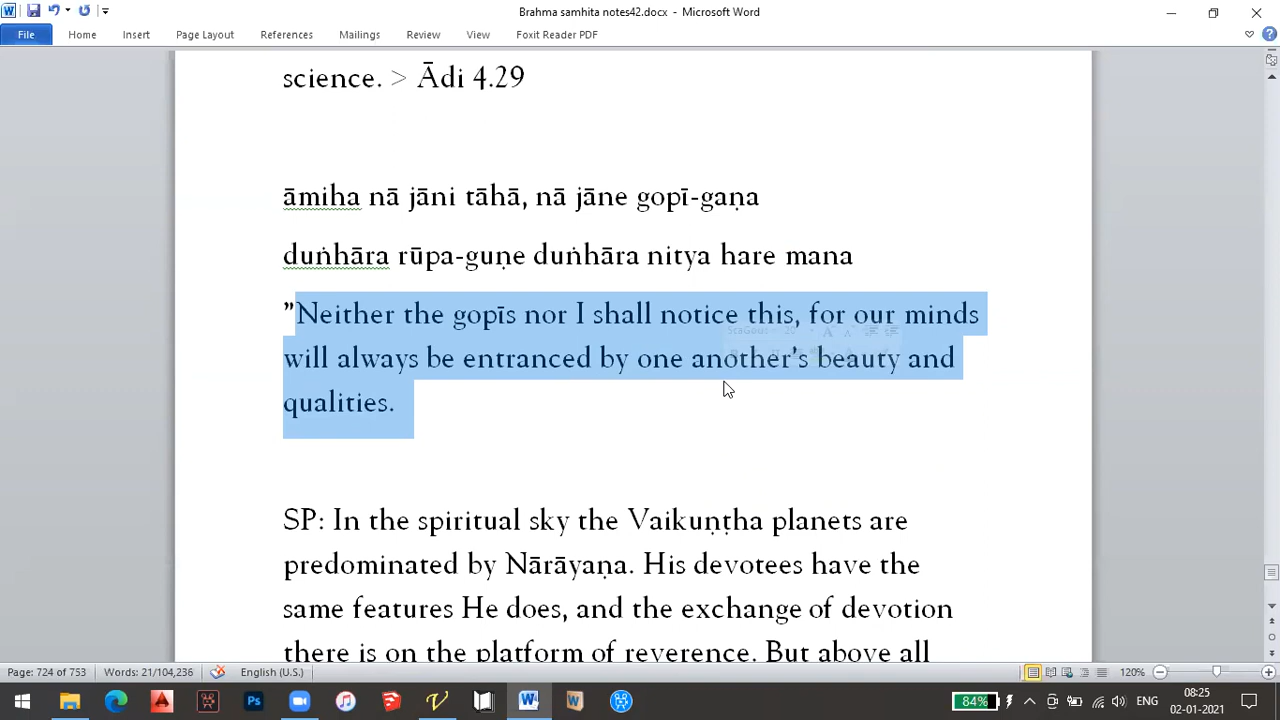 Brahma samhita notes42.docx - Microsoft Word
File Home Insert Page Layout References Mailings Review View Foxit Reader PDF
science. > Ādi 4.29
āmiha nā jāni tāhā, nā jāne gopī-gaṇa
duṅhāra rūpa-guṇe duṅhāra nitya hare mana
”Neither the gopīs nor I shall notice this, for our minds
will always be entranced by one another’s beauty and
qualities.
SP: In the spiritual sky the Vaikuṇṭha planets are
predominated by Nārāyaṇa. His devotees have the
same features He does, and the exchange of devotion
there is on the platform of reverence. But above all
Page: 724 of 753 Words: 21/104,236 English (U.S.) 120%
84% ENG 08:25
02-01-2021